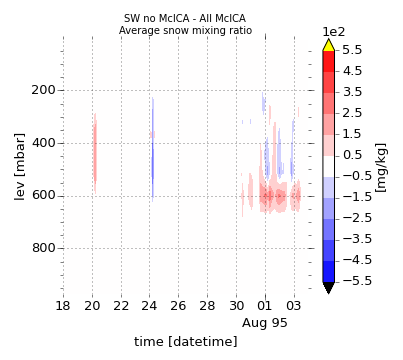 SW no McICA - All McICA
Average snow mixing ratio
1e2
5.5
4.5
3.5
2.5
1.5
0.5
−0.5
−1.5
−2.5
−3.5
−4.5
−5.5
[mg/kg]
lev [mbar]
200
400
600
800
18 20 22 24 26 28 30 01 03
Aug 95
time [datetime]